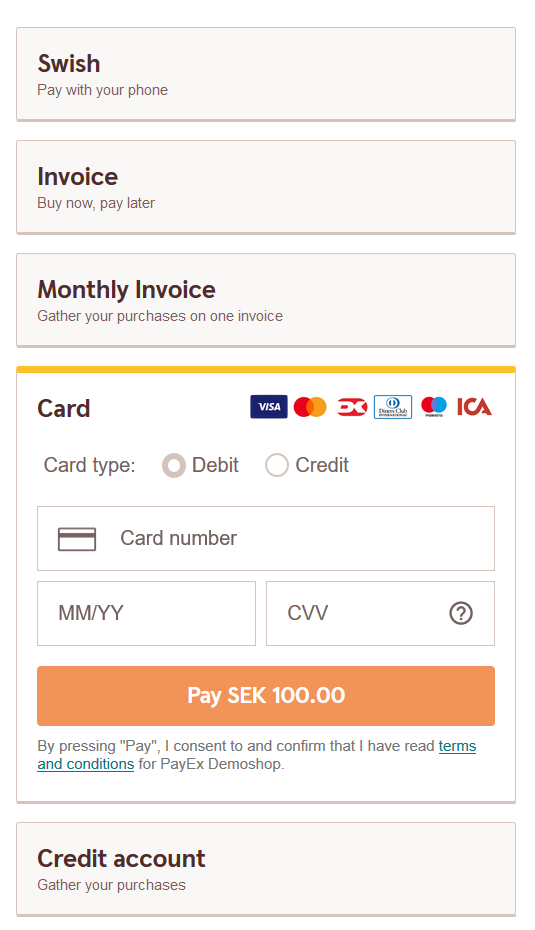 Swish
Pay with your phone
Invoice
Buy now, pay later
Monthly Invoice
Gather your purchases on one invoice
Card VISA DK Diners Club INTERNATIONAL maestro ICA
Card type: Debit Credit
Card number
MM/YY CVV ?
Pay SEK 100.00
By pressing "Pay", I consent to and confirm that I have read terms
and conditions for PayEx Demoshop.
Credit account
Gather your purchases